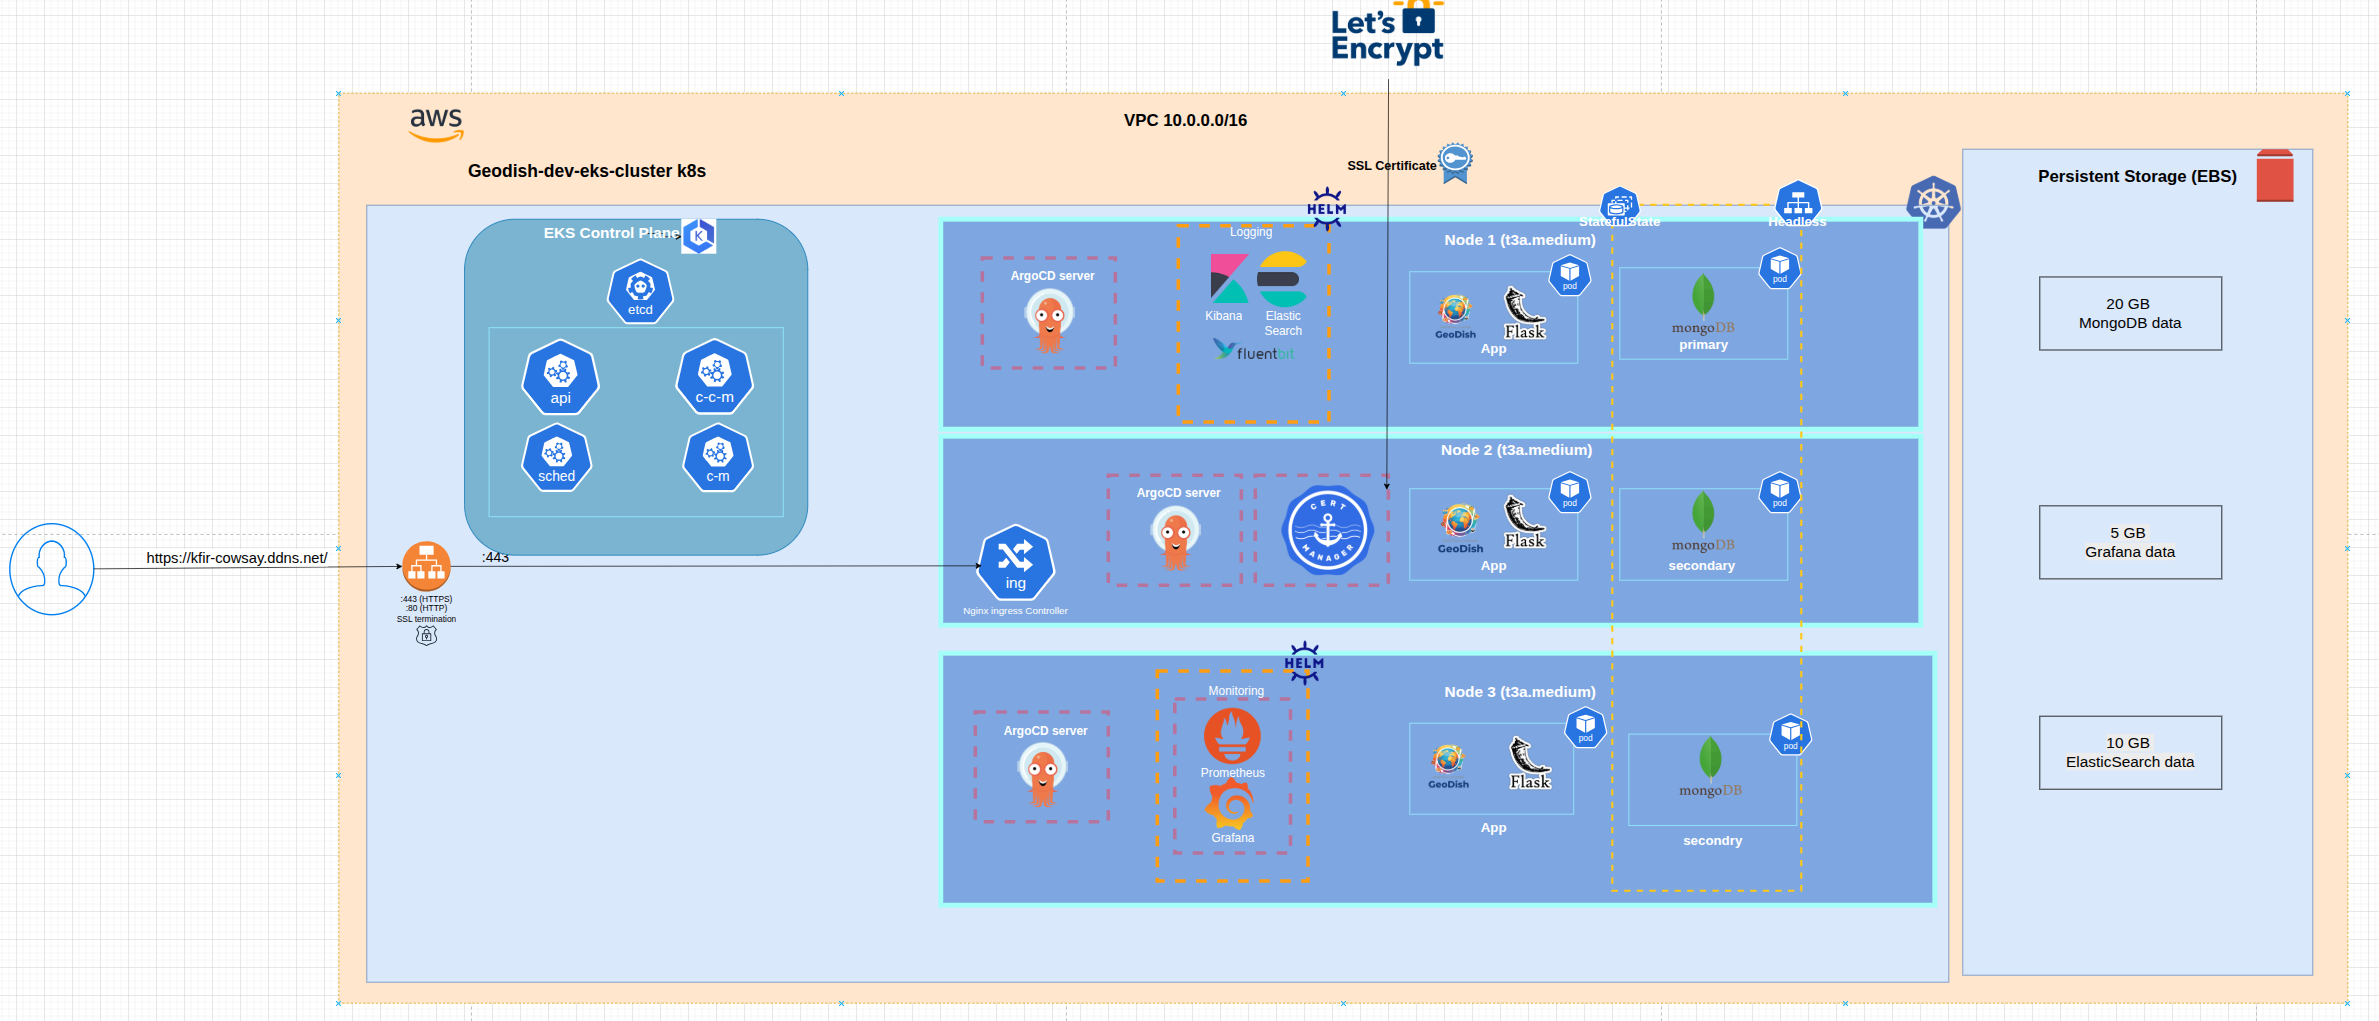 Let's
Encrypt
aws
VPC 10.0.0.0/16
SSL Certificate
Geodish-dev-eks-cluster k8s
Persistent Storage (EBS)
HELM
StatefulState
Headless
EKS Control Plane
K
etcd
api
c-c-m
sched
c-m
Logging
Node 1 (t3a.medium)
ArgoCD server
Kibana
Elastic
Search
fluentbit
GeoDish
Flask
App
pod
mongoDB
primary
pod
20 GB
MongoDB data
Node 2 (t3a.medium)
ArgoCD server
CERT
MANAGER
GeoDish
Flask
App
pod
mongoDB
secondary
pod
5 GB
Grafana data
https://kfir-cowsay.ddns.net/
:443
:443 (HTTPS)
:80 (HTTP)
SSL termination
ing
Nginx ingress Controller
HELM
Monitoring
Node 3 (t3a.medium)
ArgoCD server
Prometheus
Grafana
GeoDish
Flask
App
pod
mongoDB
secondry
pod
10 GB
ElasticSearch data